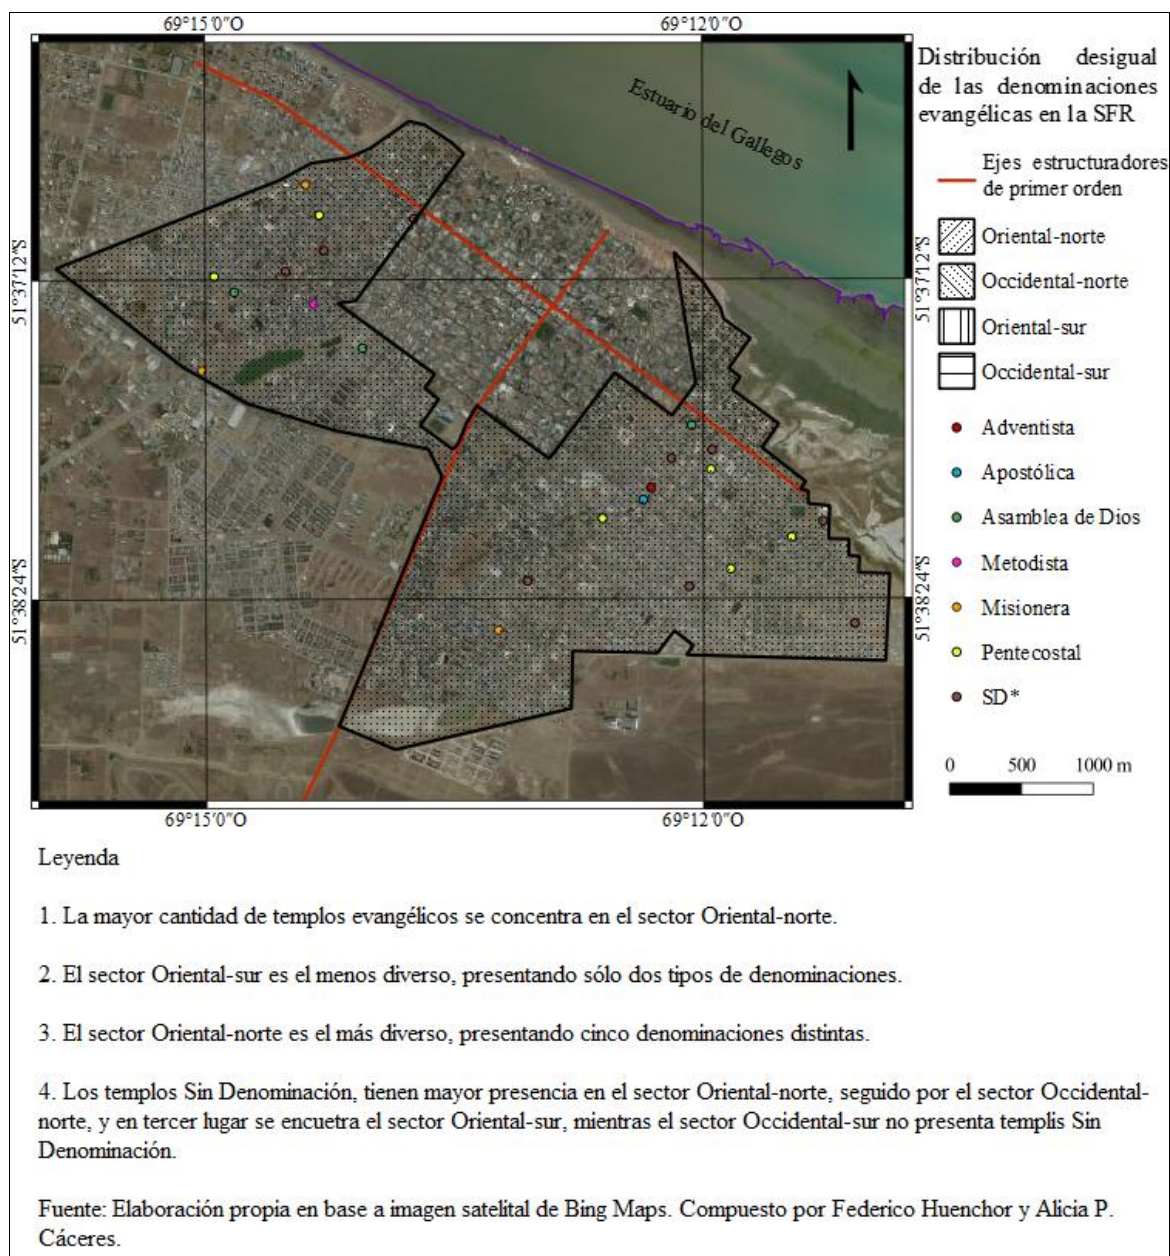 69°15'0"O
69°12'0"O
Distribución desigual
de las denominaciones
evangélicas en la SFR
Estuario del Gallegos
Ejes estructuradores
de primer orden
Oriental-norte
Occidental-norte
Oriental-sur
Occidental-sur
51°37'12"S
51°37'12"S
Adventista
Apostólica
Asamblea de Dios
Metodista
Misionera
Pentecostal
SD*
51°38'24"S
51°38'24"S
0 500 1000 m
69°15'0"O
69°12'0"O
Leyenda
1. La mayor cantidad de templos evangélicos se concentra en el sector Oriental-norte.
2. El sector Oriental-sur es el menos diverso, presentando sólo dos tipos de denominaciones.
3. El sector Oriental-norte es el más diverso, presentando cinco denominaciones distintas.
4. Los templos Sin Denominación, tienen mayor presencia en el sector Oriental-norte, seguido por el sector Occidental-
norte, y en tercer lugar se encuetra el sector Oriental-sur, mientras el sector Occidental-sur no presenta templis Sin
Denominación.
Fuente: Elaboración propia en base a imagen satelital de Bing Maps. Compuesto por Federico Huenchor y Alicia P.
Cáceres.